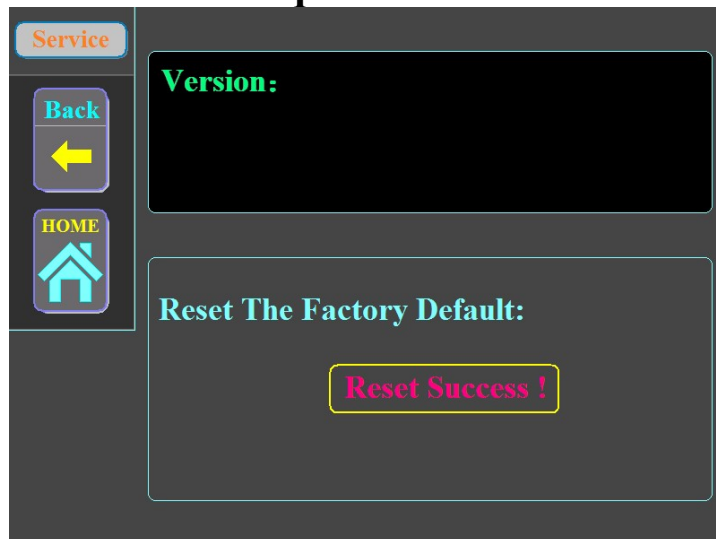 Service
Back
HOME
Version:
Reset The Factory Default:
Reset Success !